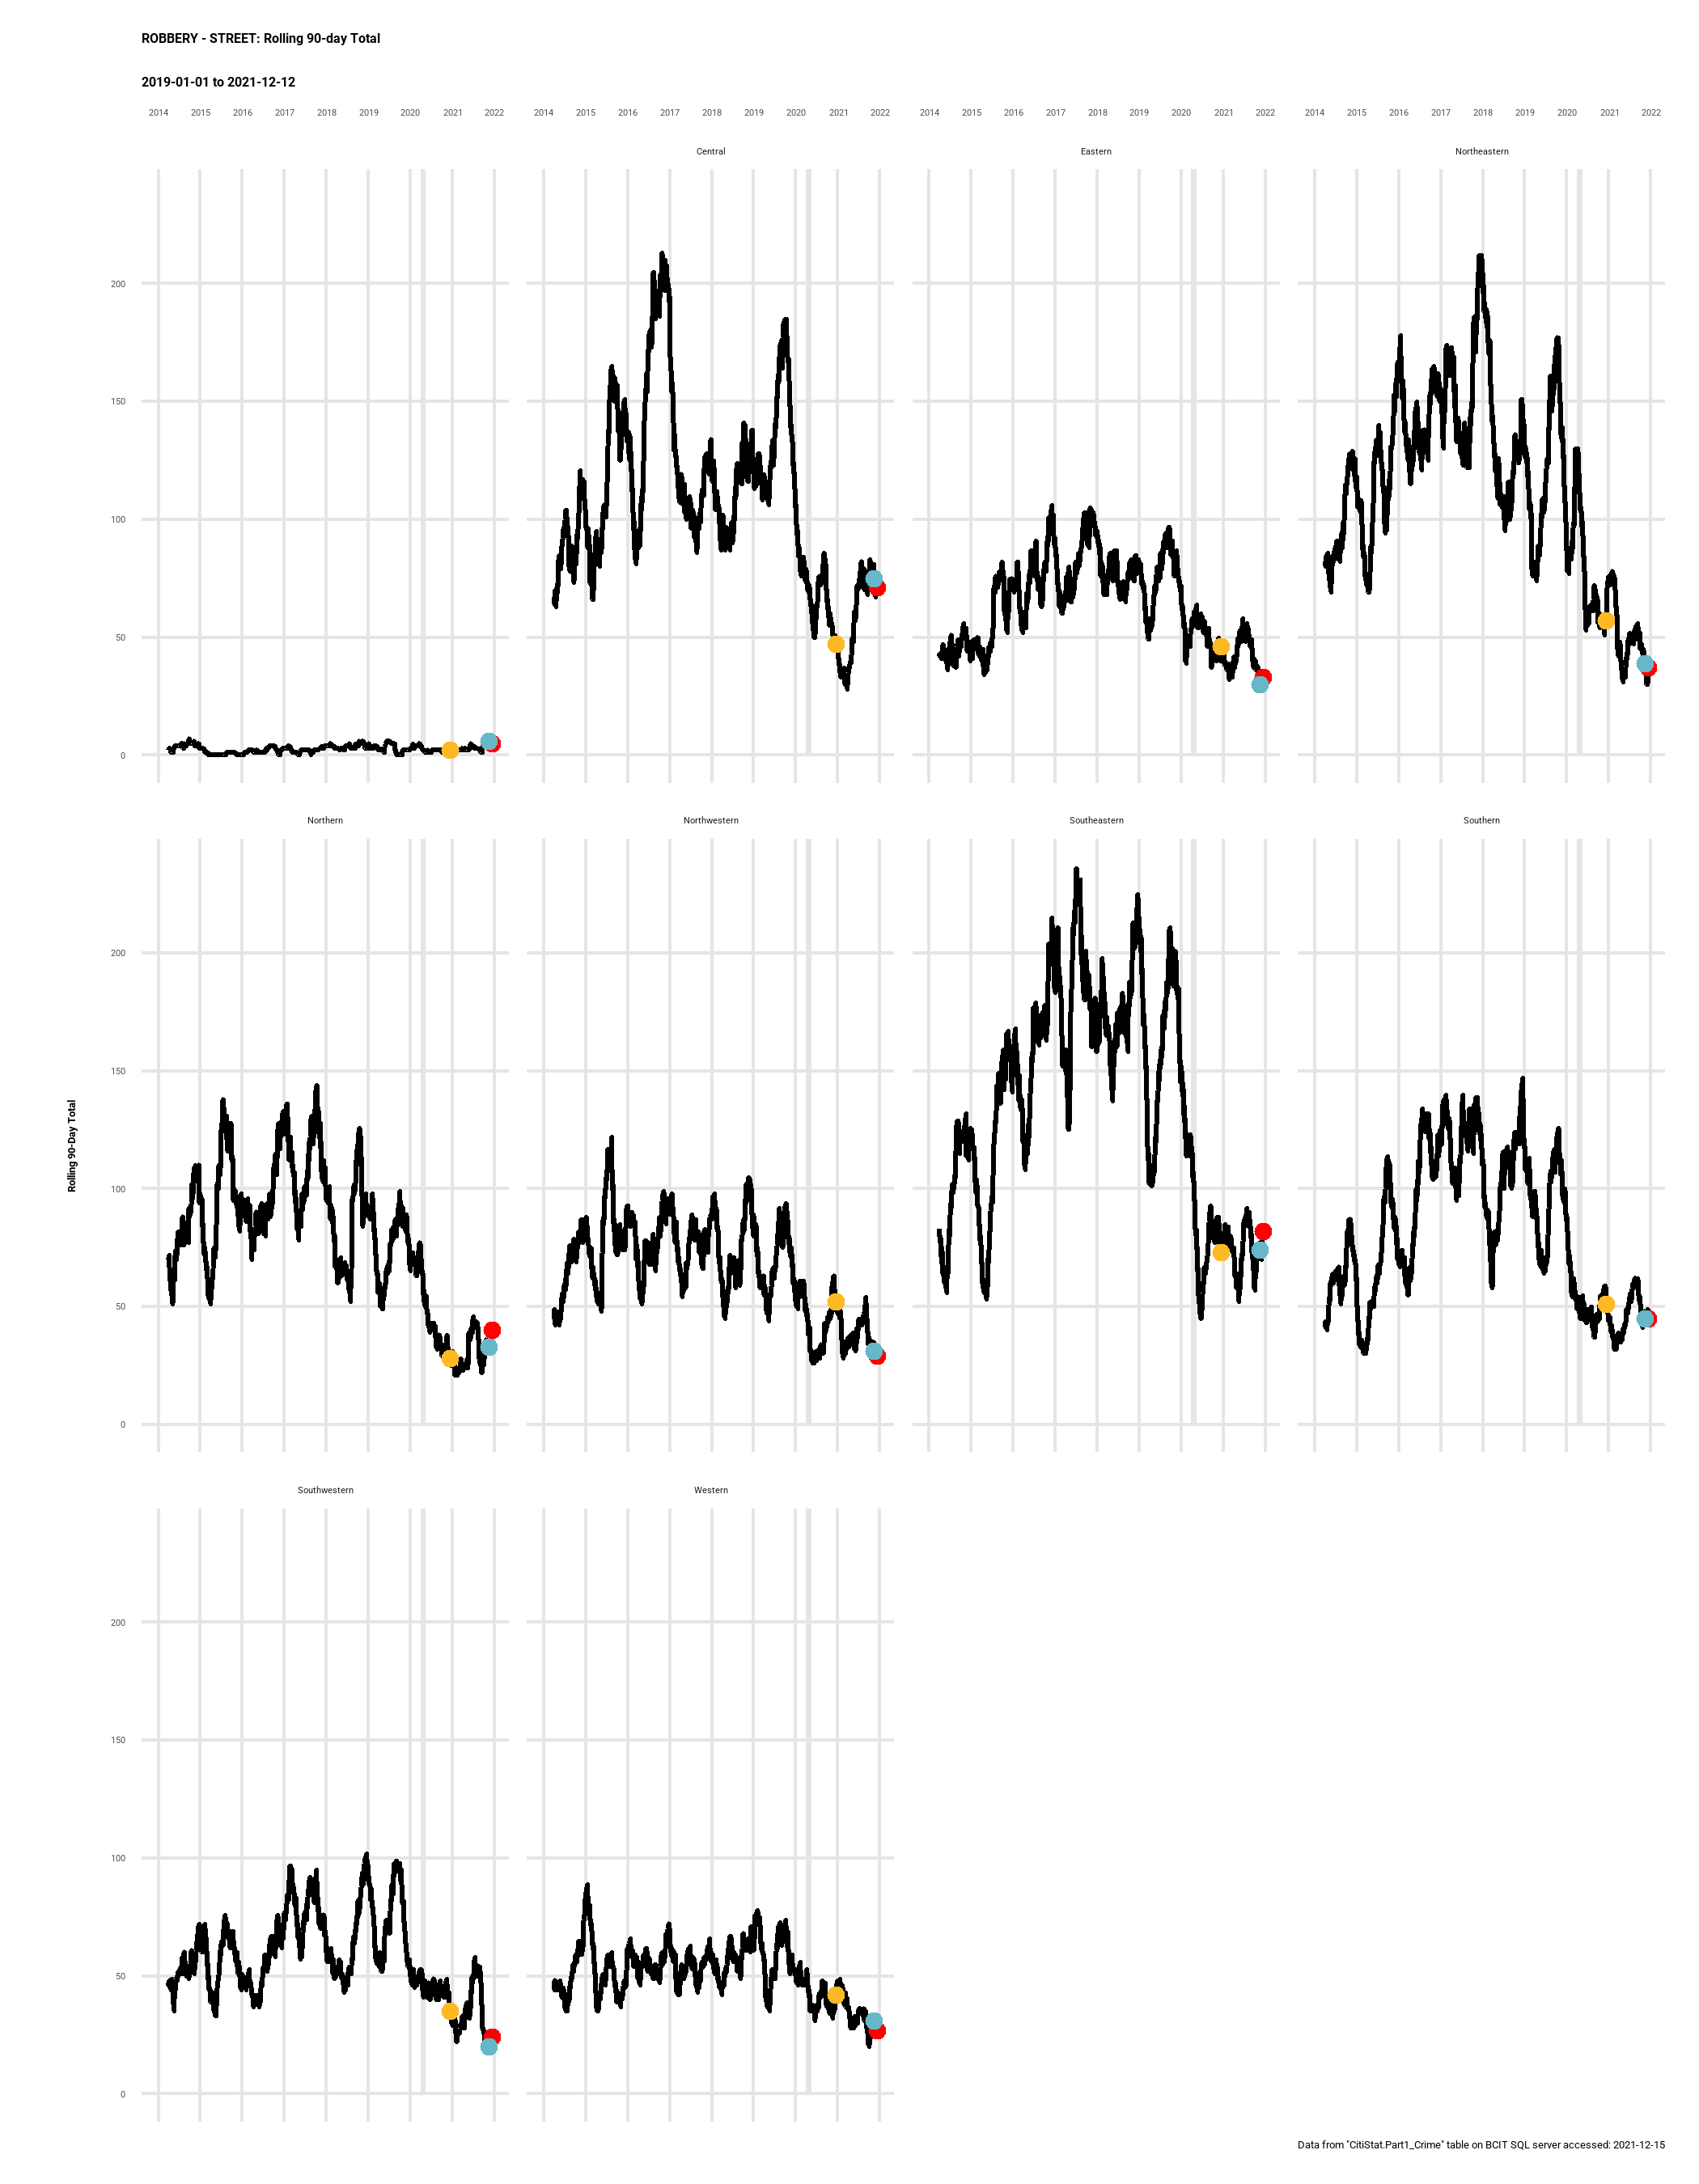 ROBBERY - STREET: Rolling 90-day Total
2019-01-01 to 2021-12-12
2014 2015 2016 2017 2018 2019 2020 2021 2022 2014 2015 2016 2017 2018 2019 2020 2021 2022 2014 2015 2016 2017 2018 2019 2020 2021 2022 2014 2015 2016 2017 2018 2019 2020 2021 2022
Central Eastern Northeastern
200
150
100
50
0
Northern Northwestern Southeastern Southern
200
150
Rolling 90-Day Total
100
50
0
Southwestern Western
200
150
100
50
0
Data from "CitiStat.Part1_Crime" table on BCIT SQL server accessed: 2021-12-15